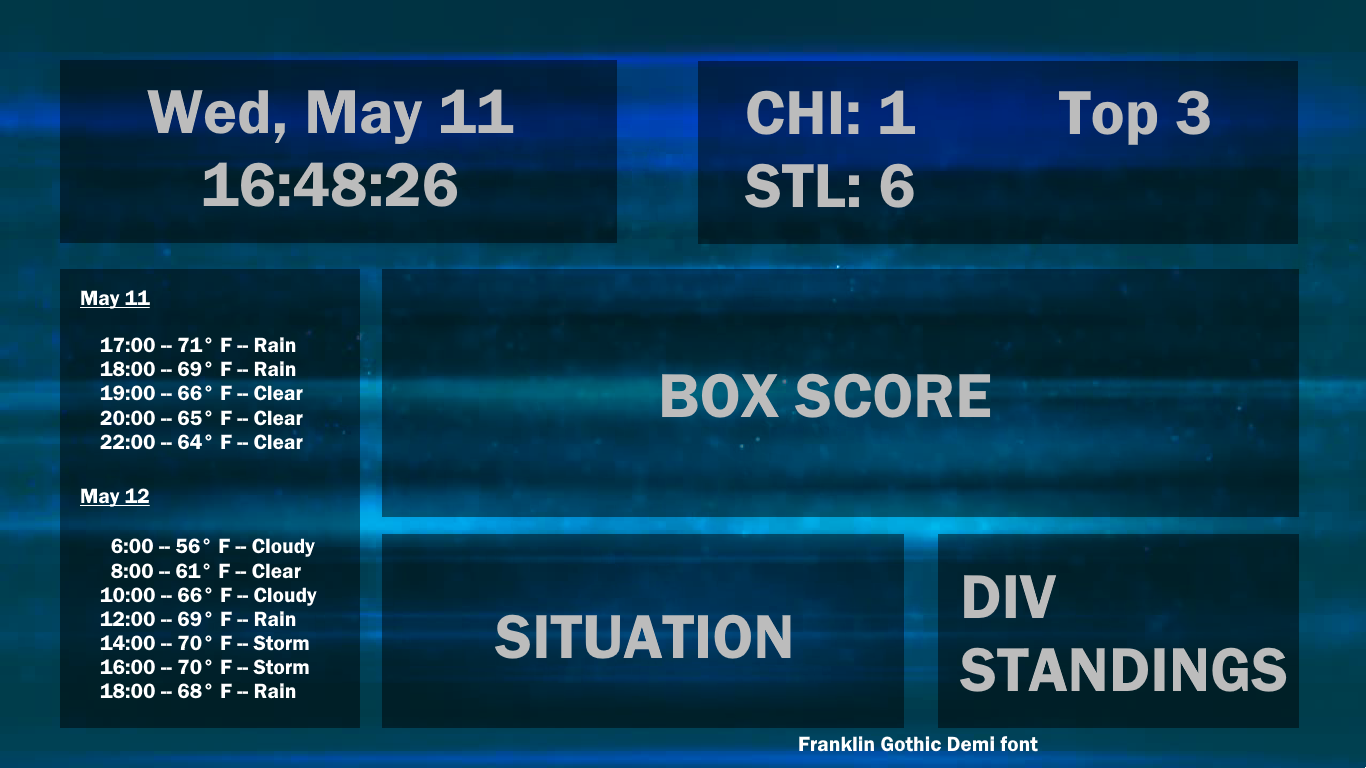 Wed, May 11
16:48:26
CHI: 1 Top 3
STL: 6
May 11
17:00 -- 71° F -- Rain
18:00 -- 69° F -- Rain
19:00 -- 66° F -- Clear
20:00 -- 65° F -- Clear
22:00 -- 64° F -- Clear
May 12
6:00 -- 56° F -- Cloudy
8:00 -- 61° F -- Clear
10:00 -- 66° F -- Cloudy
12:00 -- 69° F -- Rain
14:00 -- 70° F -- Storm
16:00 -- 70° F -- Storm
18:00 -- 68° F -- Rain
BOX SCORE
SITUATION
DIV
STANDINGS
Franklin Gothic Demi font